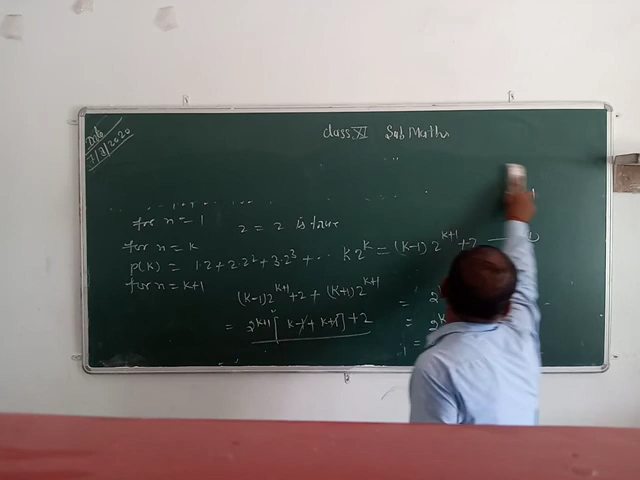 7/8/2020
Class XI Sub Maths
for n = 1 2 = 2 is true
for n = k
p(k) = 1·2 + 2·2² + 3·2³ + ... k 2^k = (k-1) 2^{k+1} + 2
for n = k+1
(k-1) 2^{k+1} + 2 + (k+1) 2^{k+1}
= 2^{k+1} [k-1 + k+1] + 2